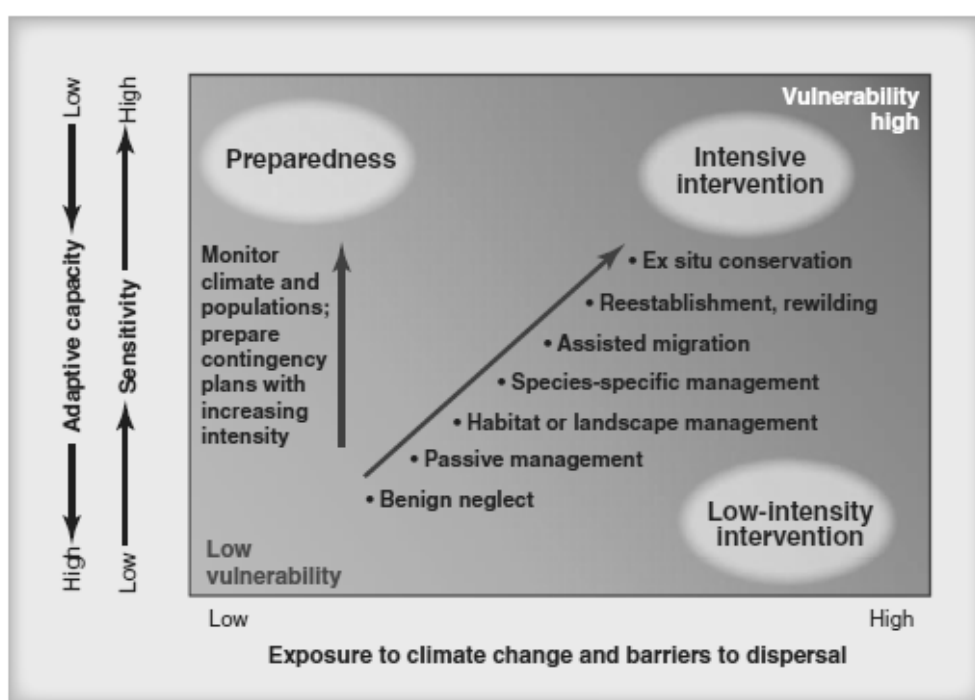 Low
High
Adaptive capacity
Sensitivity
High
Low
Vulnerability
high
Preparedness
Intensive
intervention
Monitor
climate and
populations;
prepare
contingency
plans with
increasing
intensity
• Ex situ conservation
• Reestablishment, rewilding
• Assisted migration
• Species-specific management
• Habitat or landscape management
• Passive management
• Benign neglect
Low-intensity
intervention
Low
vulnerability
Low
High
Exposure to climate change and barriers to dispersal